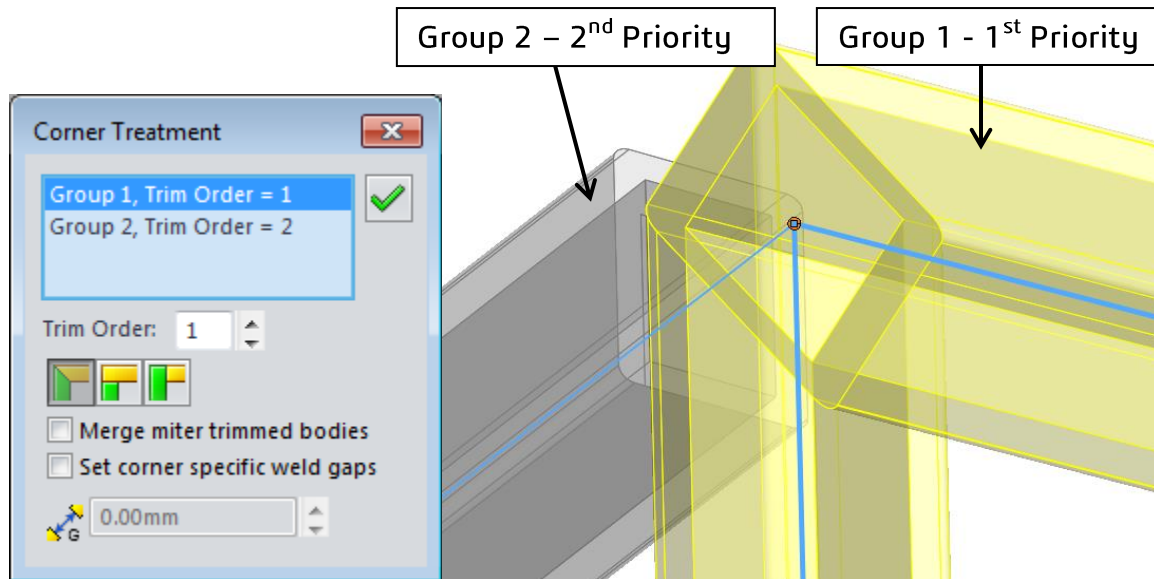 Group 2 – 2nd Priority
Group 1 - 1st Priority
Corner Treatment
Group 1, Trim Order = 1
Group 2, Trim Order = 2
Trim Order: 1
Merge miter trimmed bodies
Set corner specific weld gaps
G 0.00mm